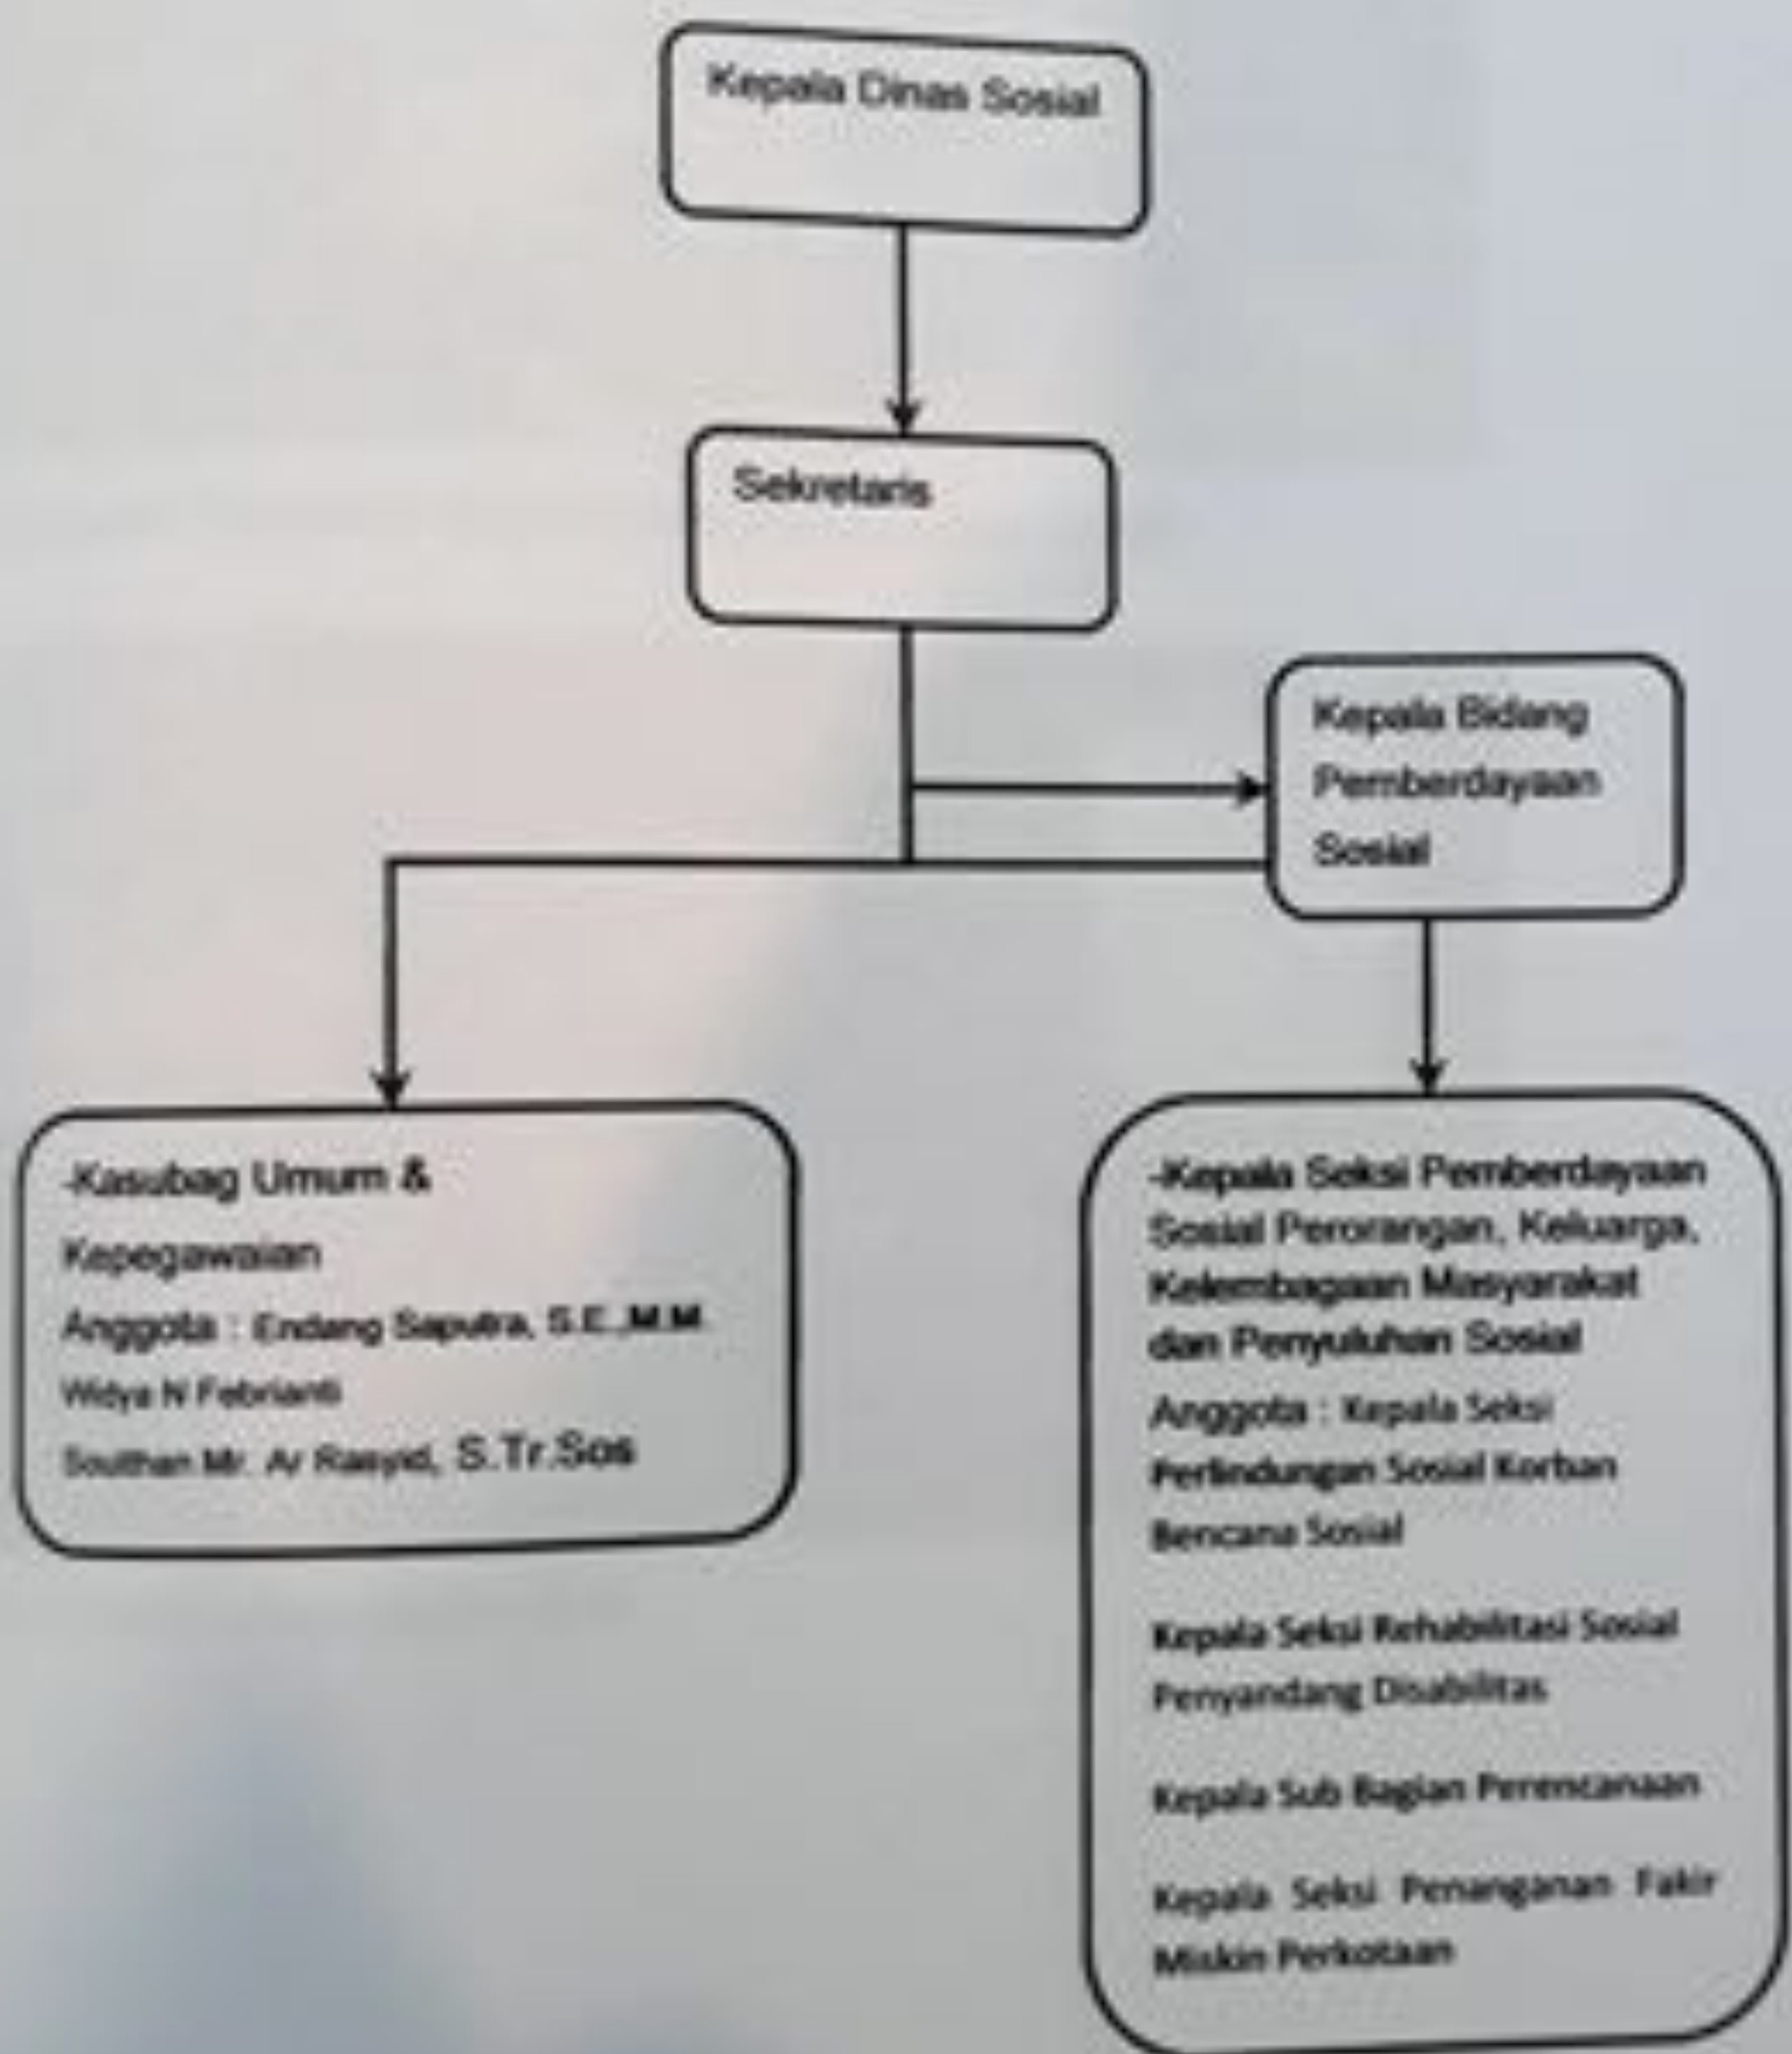 Kepala Dinas Sosial
Sekretaris
Kepala Bidang
Pemberdayaan
Sosial
-Kasubag Umum &
Kepegawaian
Anggota : Endang Saputra, S.E.,M.M.
Widya N Febrianti
Mr. Ar Rasyid, S.Tr.Sos
-Kepala Seksi Pemberdayaan
Sosial Perorangan, Keluarga,
Kelembagaan Masyarakat
dan Penyuluhan Sosial
Anggota : Kepala Seksi
Perlindungan Sosial Korban
Bencana Sosial
Kepala Seksi Rehabilitasi Sosial
Penyandang Disabilitas
Kepala Sub Bagian Perencanaan
Kepala Seksi Penanganan Fakir
Miskin Perkotaan